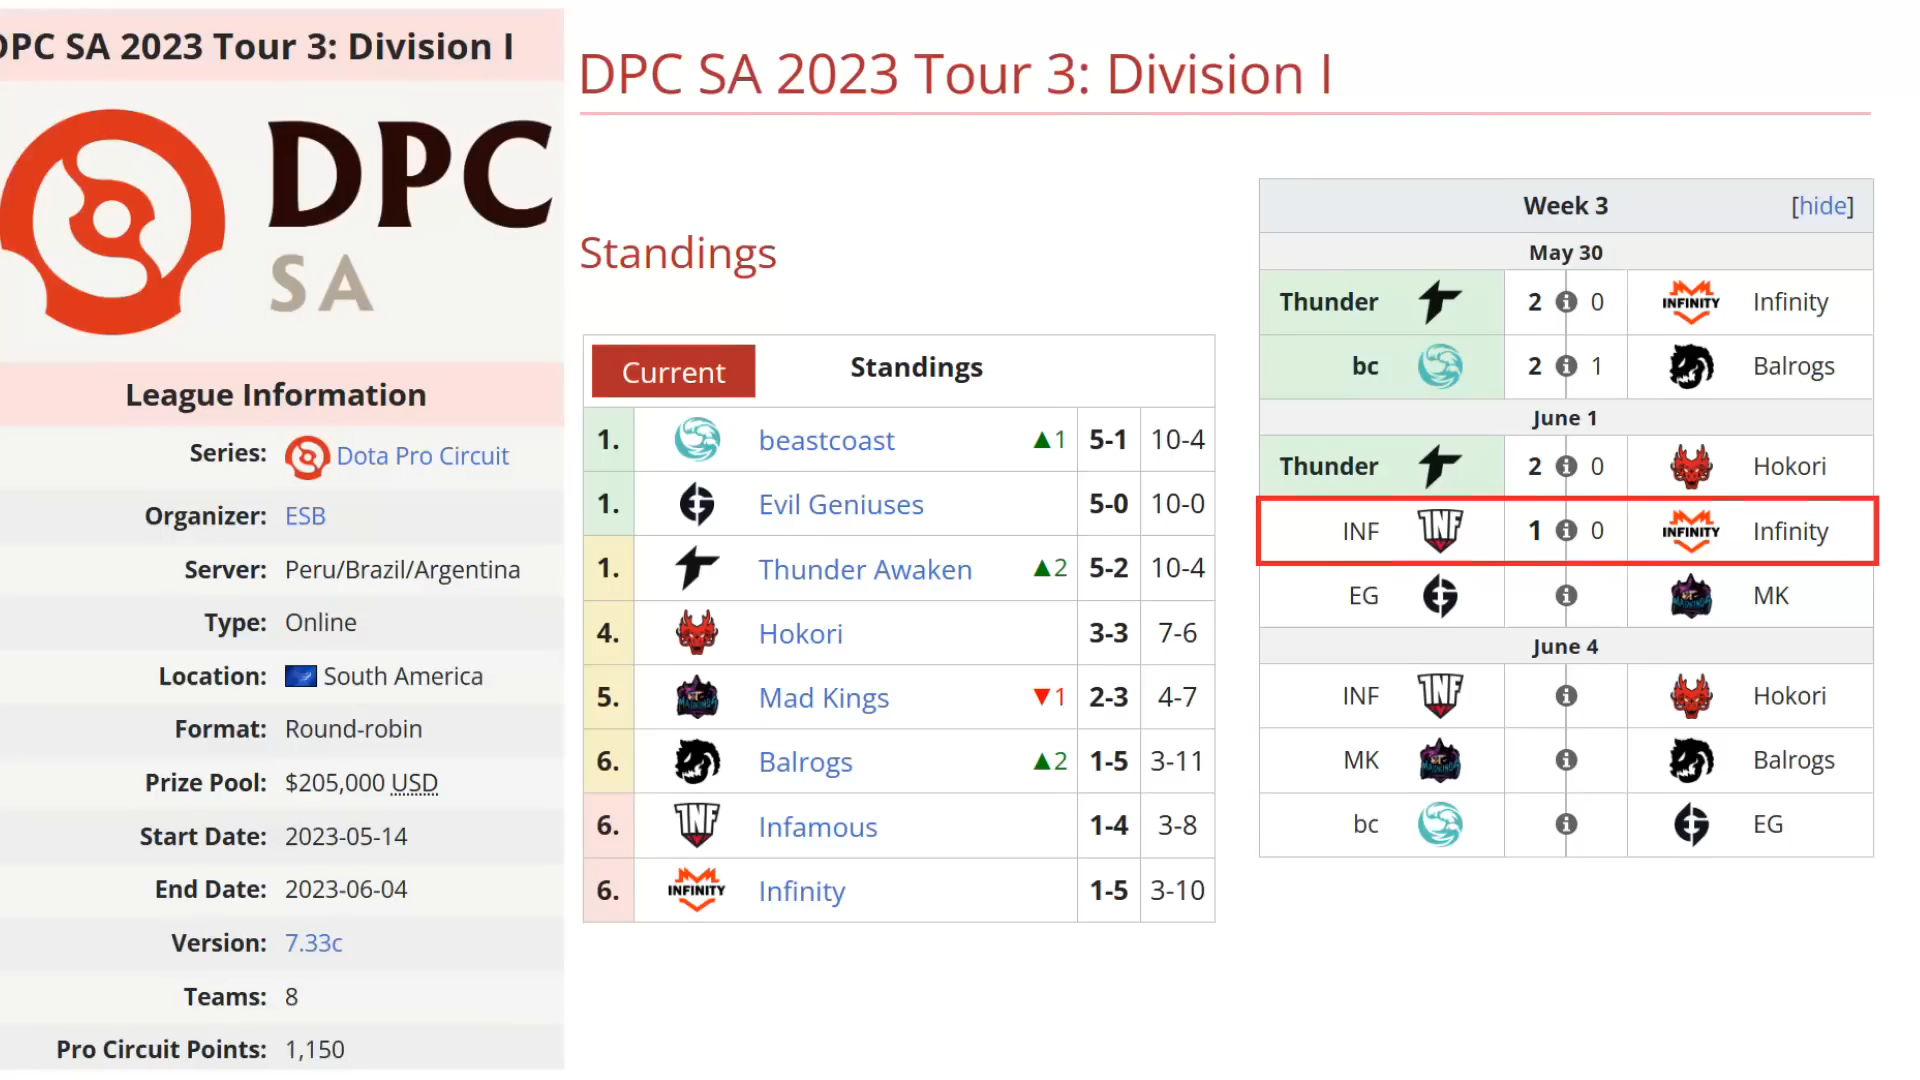 DPC SA 2023 Tour 3: Division I
DPC
SA
League Information
Series: Dota Pro Circuit
Organizer: ESB
Server: Peru/Brazil/Argentina
Type: Online
Location: South America
Format: Round-robin
Prize Pool: $205,000 USD
Start Date: 2023-05-14
End Date: 2023-06-04
Version: 7.33c
Teams: 8
Pro Circuit Points: 1,150
DPC SA 2023 Tour 3: Division I
Standings
Current Standings
1. beastcoast ▲1 5-1 10-4
1. Evil Geniuses 5-0 10-0
1. Thunder Awaken ▲2 5-2 10-4
4. Hokori 3-3 7-6
5. Mad Kings ▼1 2-3 4-7
6. Balrogs ▲2 1-5 3-11
6. INF Infamous 1-4 3-8
6. INFINITY Infinity 1-5 3-10
Week 3 [hide]
May 30
Thunder 2 0 INFINITY Infinity
bc 2 1 Balrogs
June 1
Thunder 2 0 Hokori
INF INF 1 0 INFINITY Infinity
EG MK
June 4
INF INF Hokori
MK Balrogs
bc EG